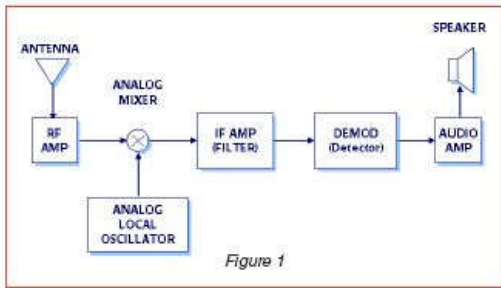 SPEAKER
ANTENNA
ANALOG
MIXER
RF
AMP
IF AMP
(FILTER)
DEMOD
(Detector)
AUDIO
AMP
ANALOG
LOCAL
OSCILLATOR
Figure 1